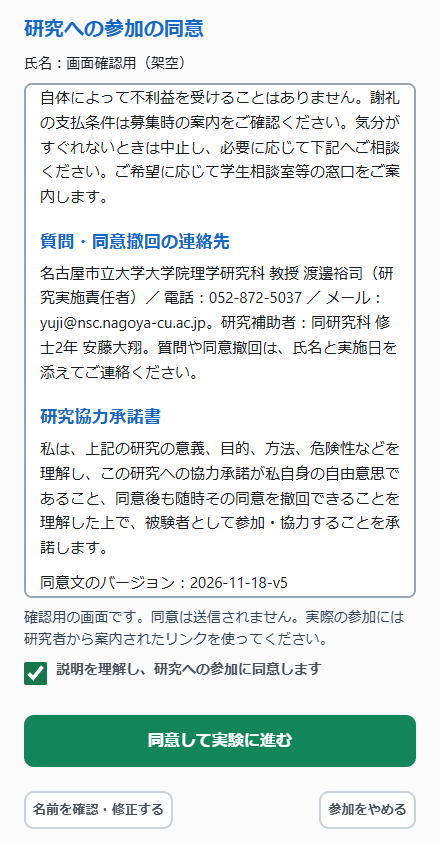 研究への参加の同意
氏名：画面確認用（架空）
自体によって不利益を受けることはありません。謝礼
の支払条件は募集時の案内をご確認ください。気分が
すぐれないときは中止し、必要に応じて下記へご相談
ください。ご希望に応じて学生相談室等の窓口をご案
内します。
質問・同意撤回の連絡先
名古屋市立大学大学院理学研究科 教授 渡邊裕司（研
究実施責任者）／ 電話：052-872-5037 ／ メール：
yuji@nsc.nagoya-cu.ac.jp。研究補助者：同研究科 修
士2年 安藤大翔。質問や同意撤回は、氏名と実施日を
添えてご連絡ください。
研究協力承諾書
私は、上記の研究の意義、目的、方法、危険性などを
理解し、この研究への協力承諾が私自身の自由意思で
あること、同意後も随時その同意を撤回できることを
理解した上で、被験者として参加・協力することを承
諾します。
同意文のバージョン：2026-11-18-v5
確認用の画面です。同意は送信されません。実際の参加には
研究者から案内されたリンクを使ってください。
説明を理解し、研究への参加に同意します
同意して実験に進む
名前を確認・修正する
参加をやめる